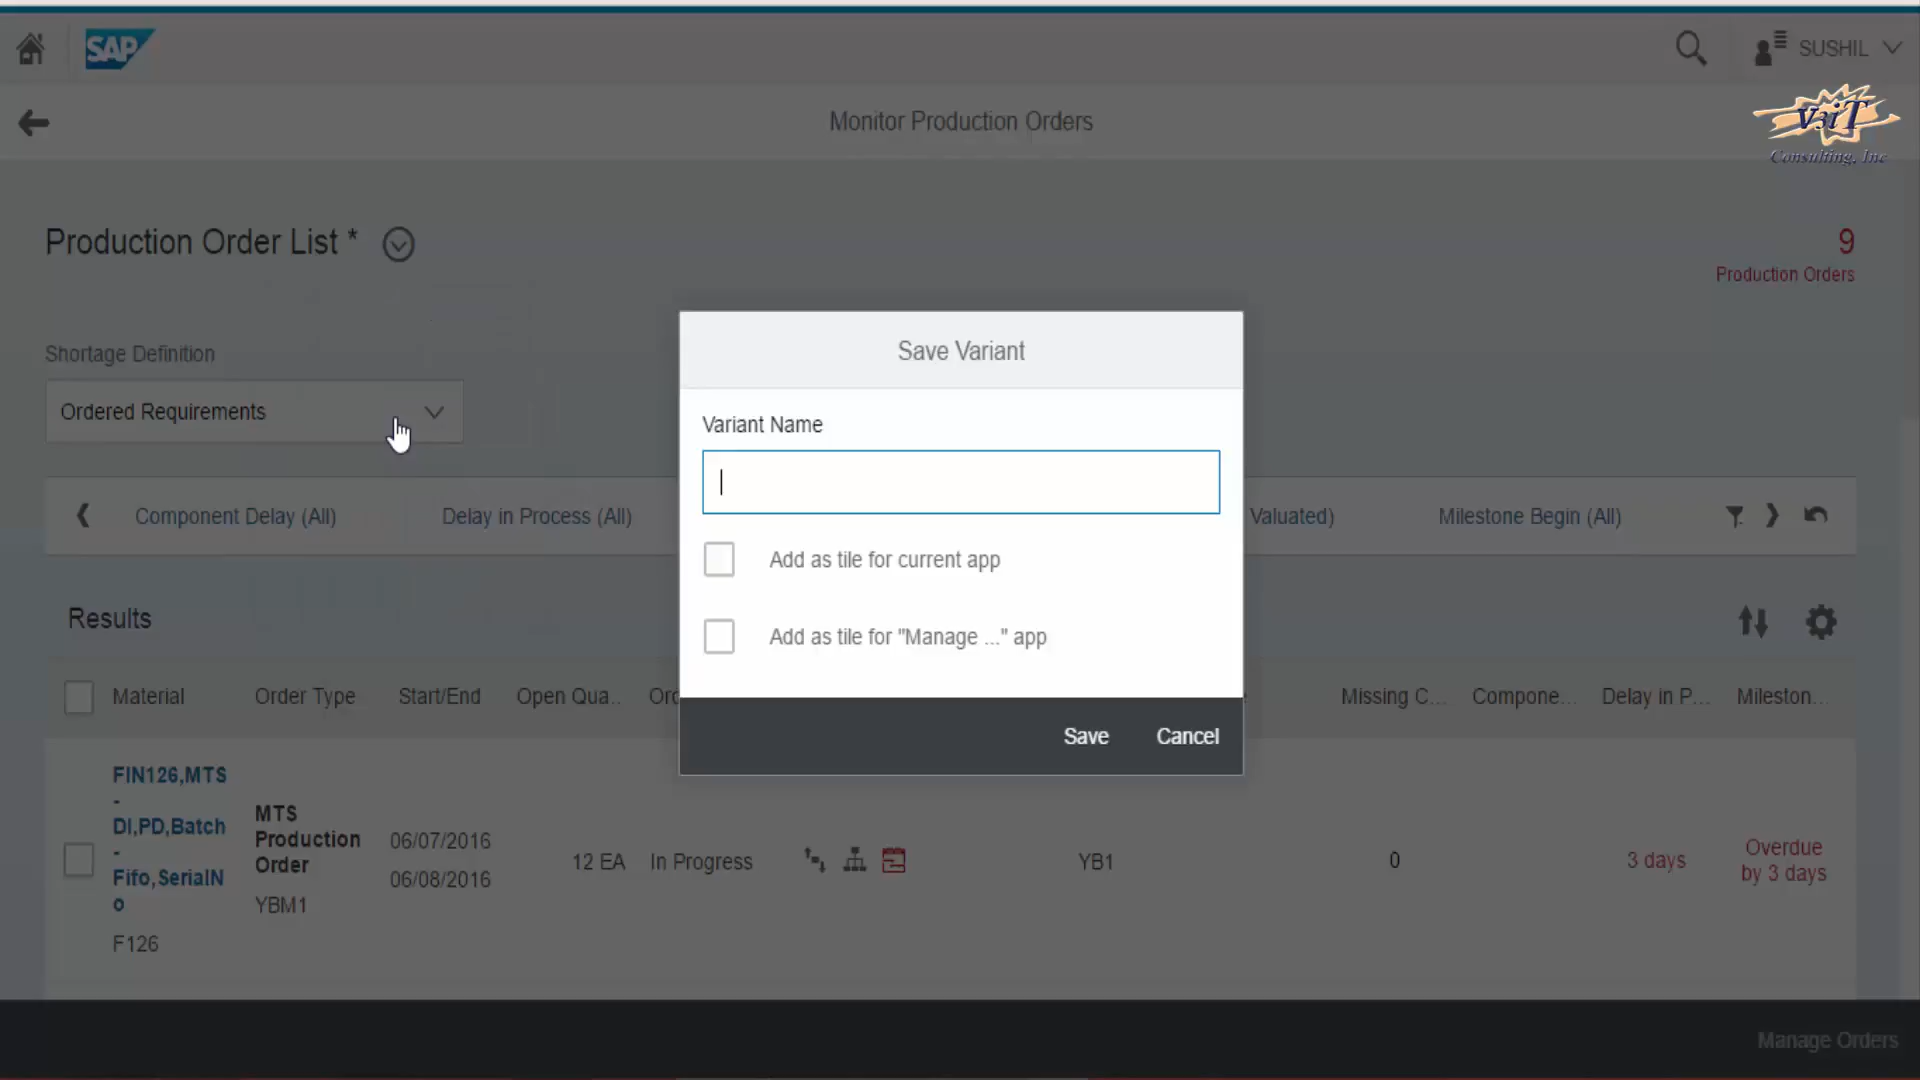 SAP
SUSHIL
Monitor Production Orders
V3iT
Consulting, Inc
Production Order List *
9
Production Orders
Shortage Definition
Ordered Requirements
Save Variant
Variant Name
Add as tile for current app
Add as tile for "Manage ..." app
Save Cancel
Component Delay (All) Delay in Process (All) Valuated) Milestone Begin (All)
Results
Material Order Type Start/End Open Qua.. Missing C... Compone... Delay in P... Mileston...
FIN126,MTS
-
DI,PD,Batch
-
Fifo,SerialN
o
F126
MTS
Production
Order
YBM1
06/07/2016
06/08/2016
12 EA In Progress YB1 0 3 days
Overdue
by 3 days
Manage Orders